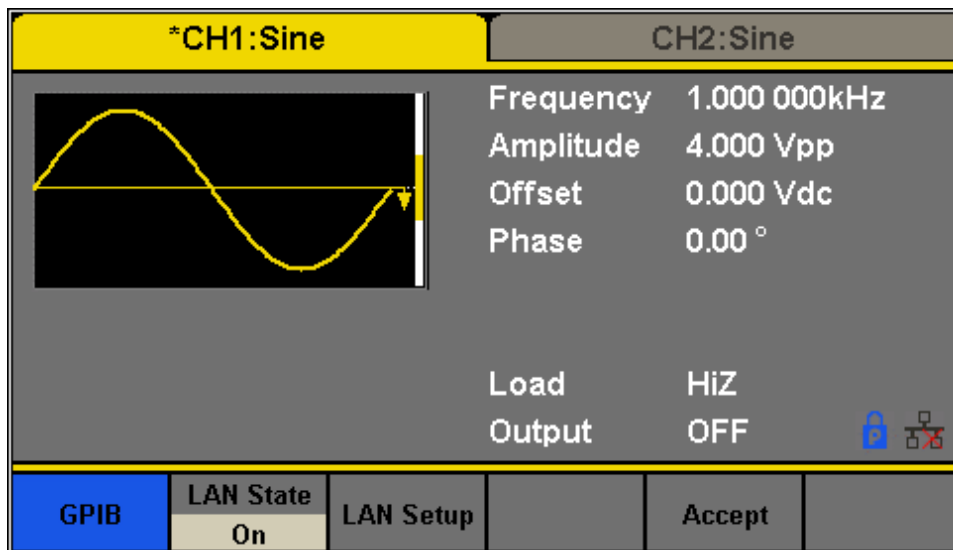 *CH1:Sine CH2:Sine
Frequency 1.000 000kHz
Amplitude 4.000 Vpp
Offset 0.000 Vdc
Phase 0.00 °
Load HiZ
Output OFF P
GPIB LAN State On LAN Setup Accept